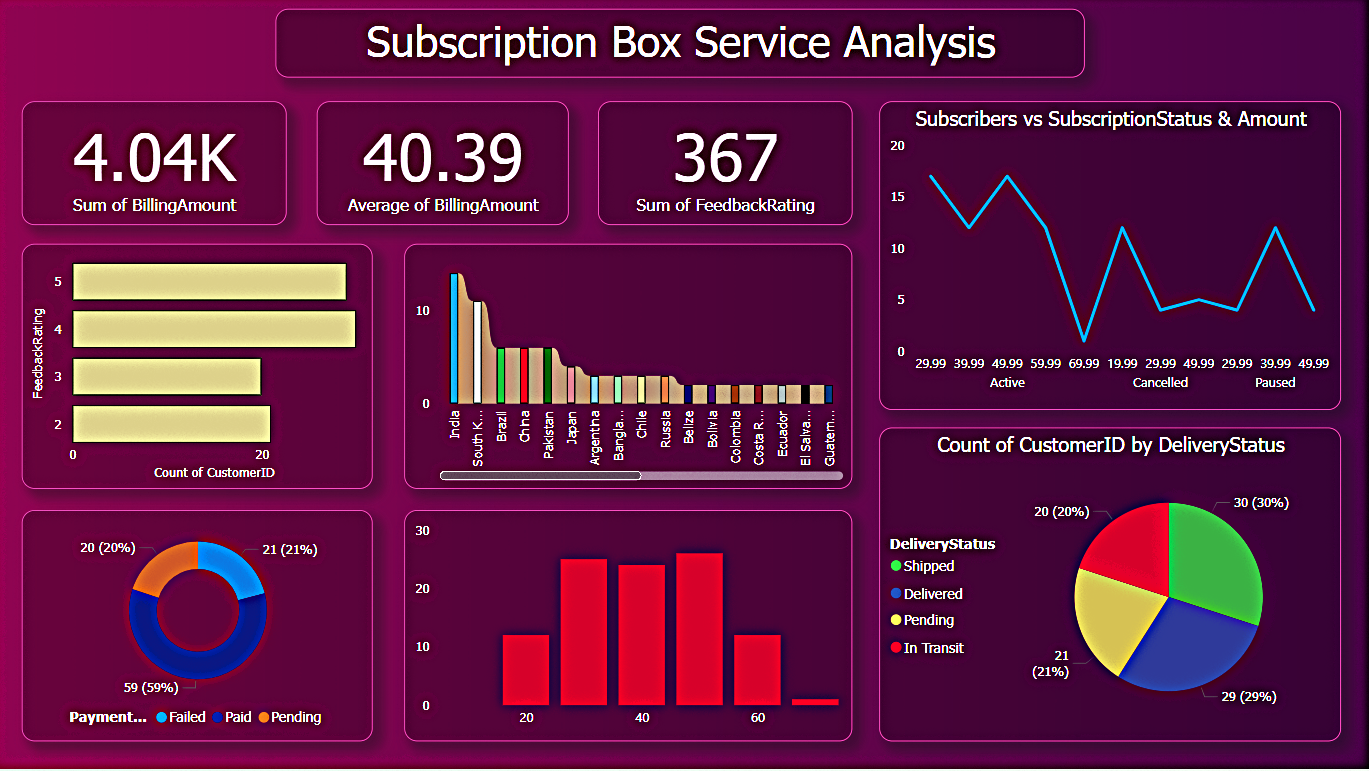 Subscription Box Service Analysis
4.04K
Sum of BillingAmount
40.39
Average of BillingAmount
367
Sum of FeedbackRating
Subscribers vs SubscriptionStatus & Amount
20
15
10
5
0
29.99 39.99 49.99 59.99 69.99 19.99 29.99 49.99 29.99 39.99 49.99
Active Cancelled Paused
FeedbackRating
5
4
3
2
0 20
Count of CustomerID
10
0
India
South K...
Brazil
China
Pakistan
Japan
Argentina
Bangla...
Chile
Russia
Belize
Bolivia
Colombia
Costa R...
Ecuador
El Salva...
Guatem...
Count of CustomerID by DeliveryStatus
30 (30%)
20 (20%)
DeliveryStatus
Shipped
Delivered
Pending
In Transit
21
(21%)
29 (29%)
20 (20%)
21 (21%)
59 (59%)
Payment... Failed Paid Pending
30
20
10
0
20 40 60